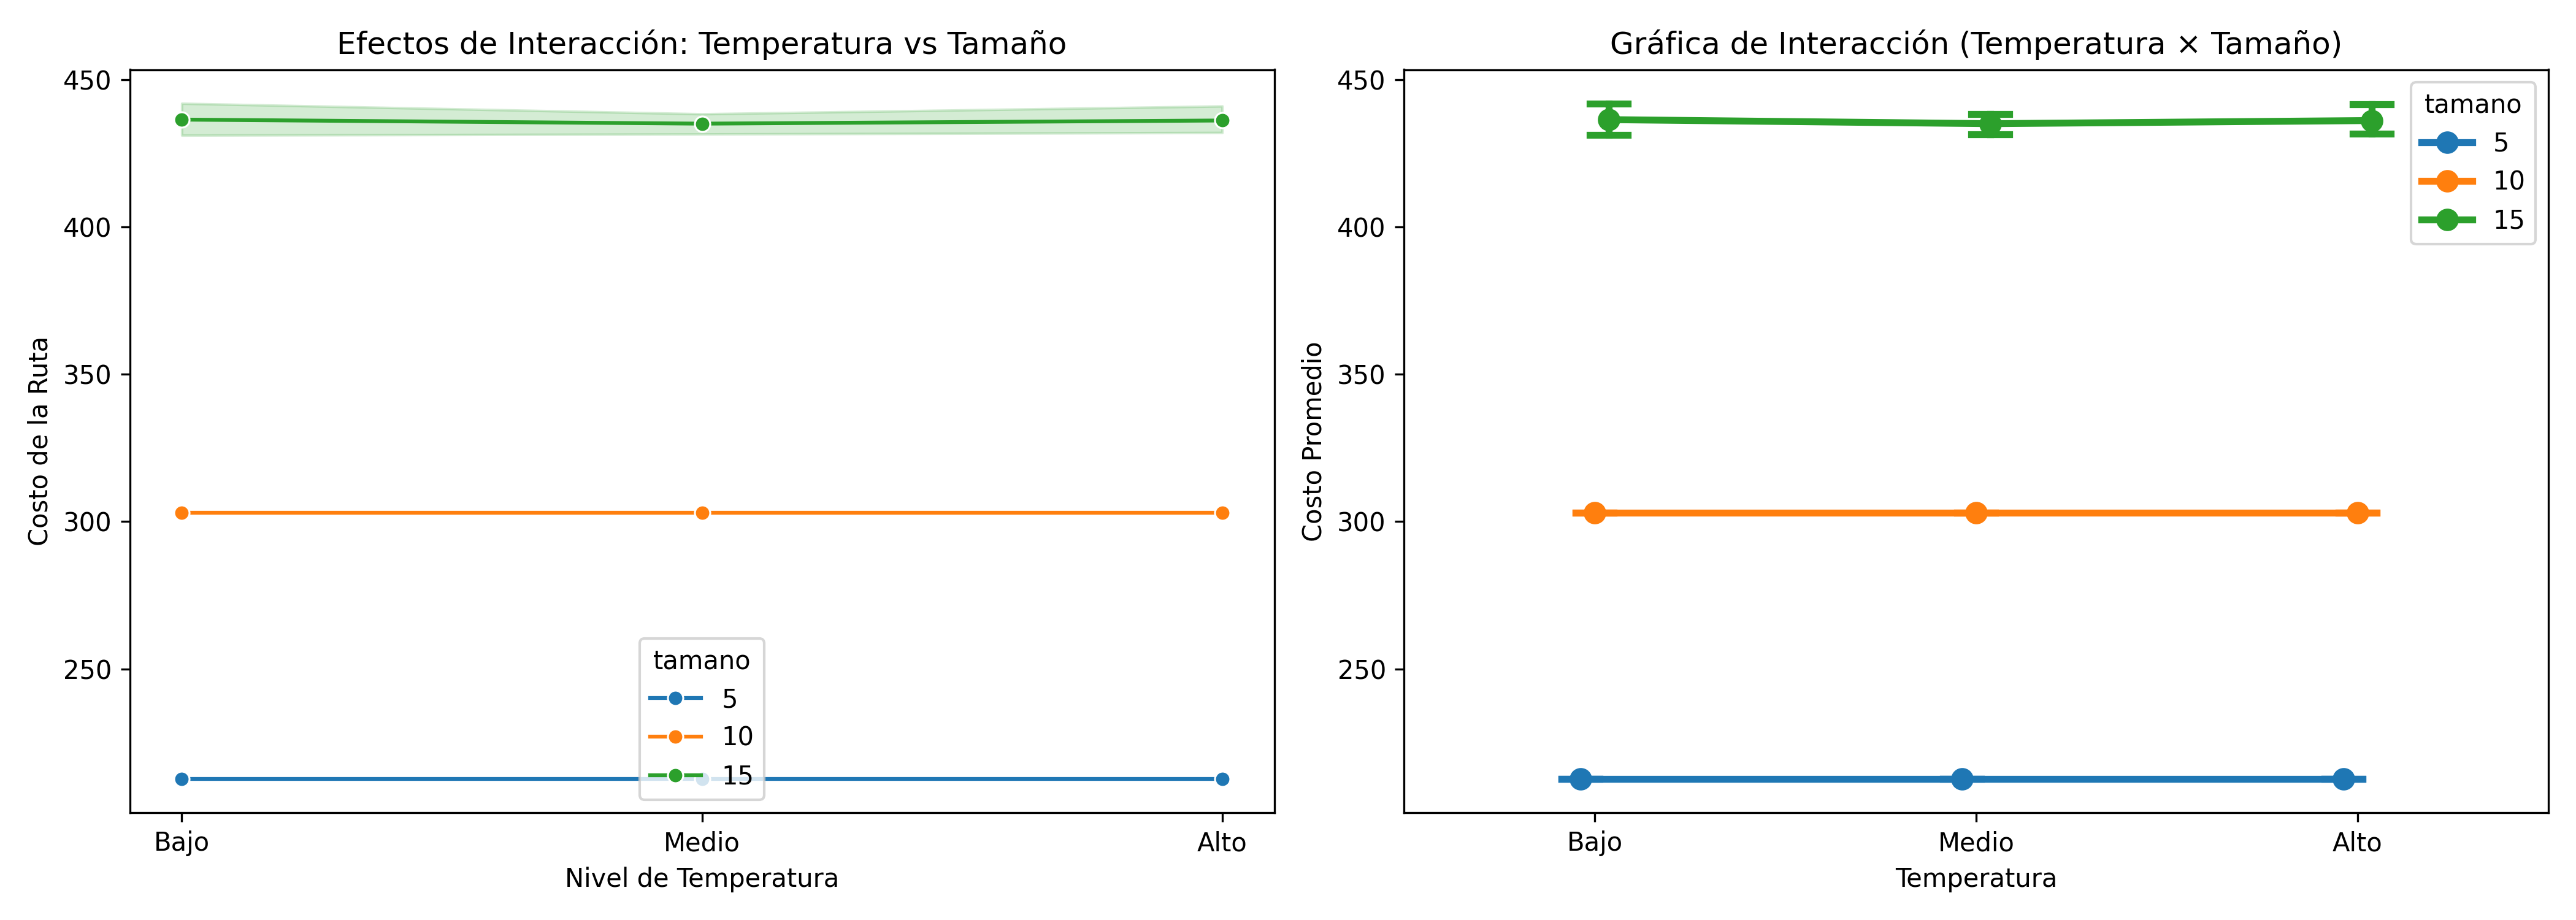 Efectos de Interacción: Temperatura vs Tamaño
450
400
350
300
250
Costo de la Ruta
tamano
5
10
15
Bajo
Medio
Alto
Nivel de Temperatura
Gráfica de Interacción (Temperatura × Tamaño)
450
400
350
300
250
Costo Promedio
tamano
5
10
15
Bajo
Medio
Alto
Temperatura